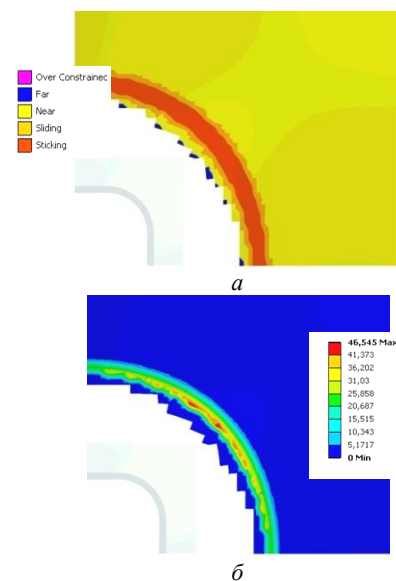 Over Constrainec
Far
Near
Sliding
Sticking
а
46,545 Max
41,373
36,202
31,03
25,858
20,687
15,515
10,343
5,1717
0 Min
б